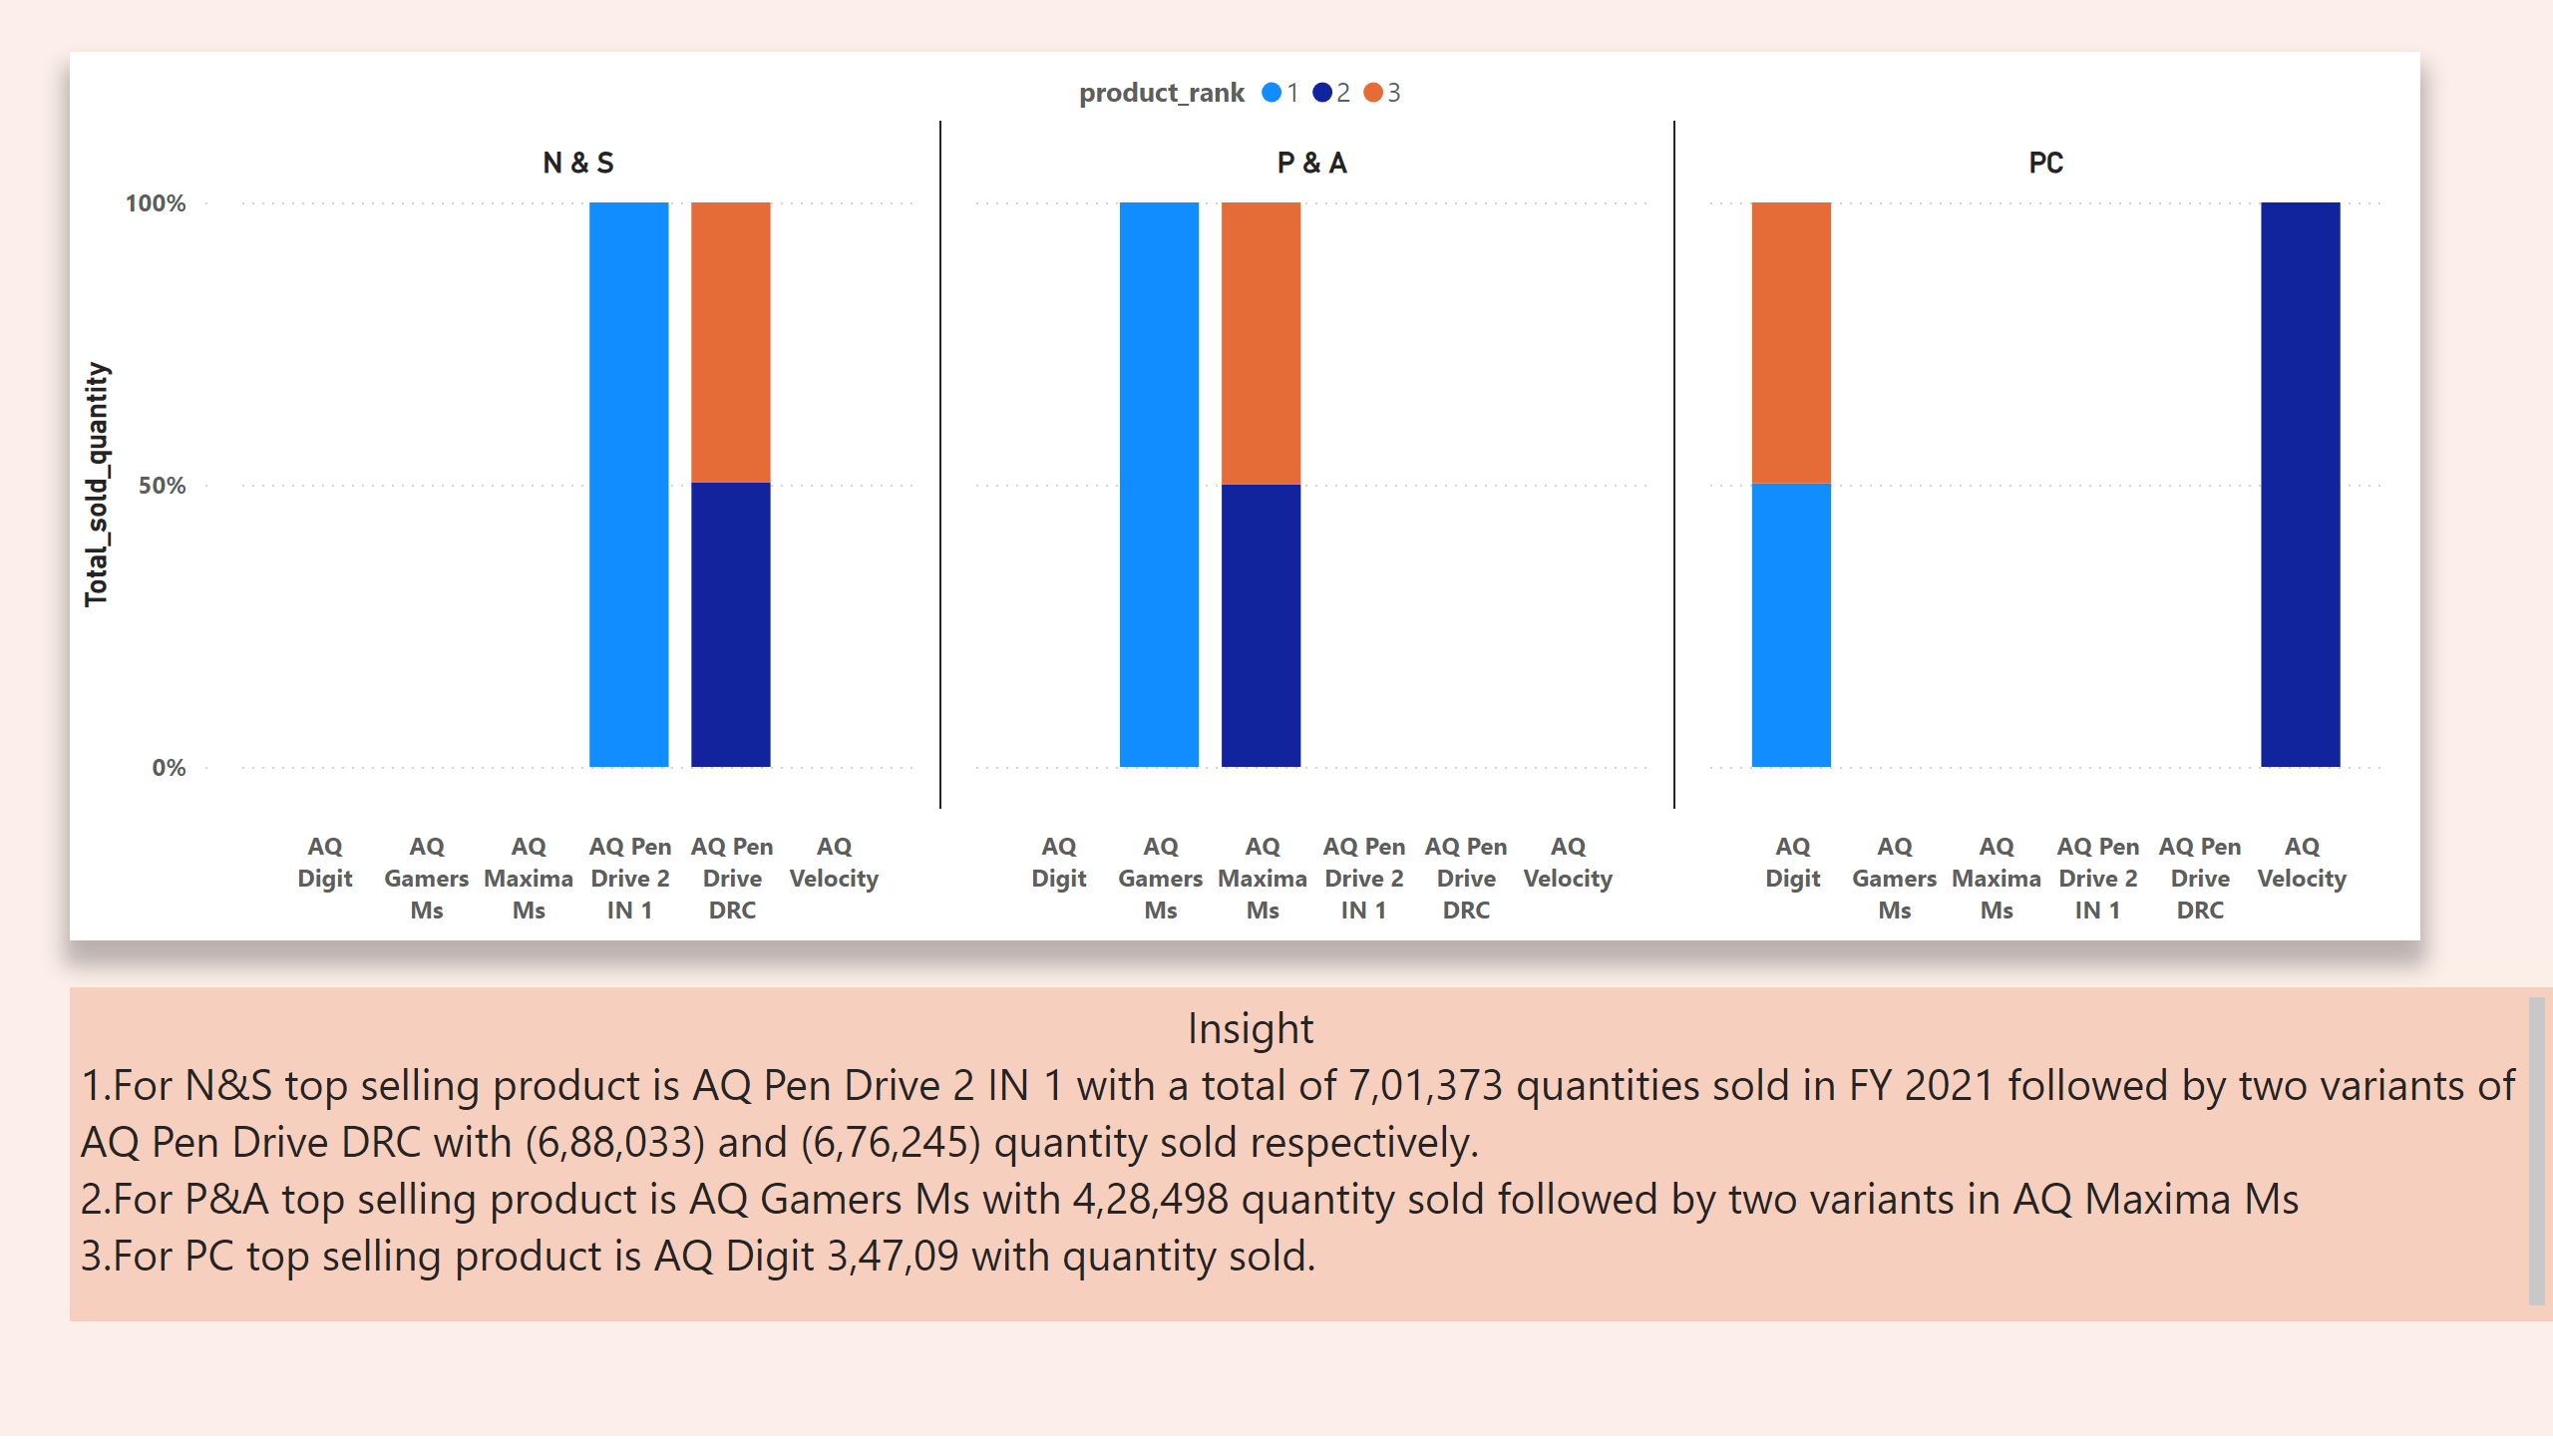 product_rank 1 2 3
N & S
P & A
PC
Total_sold_quantity
100%
50%
0%
AQ Digit
AQ Gamers Ms
AQ Maxima Ms
AQ Pen Drive 2 IN 1
AQ Pen Drive DRC
AQ Velocity
AQ Digit
AQ Gamers Ms
AQ Maxima Ms
AQ Pen Drive 2 IN 1
AQ Pen Drive DRC
AQ Velocity
AQ Digit
AQ Gamers Ms
AQ Maxima Ms
AQ Pen Drive 2 IN 1
AQ Pen Drive DRC
AQ Velocity
Insight
1.For N&S top selling product is AQ Pen Drive 2 IN 1 with a total of 7,01,373 quantities sold in FY 2021 followed by two variants of
AQ Pen Drive DRC with (6,88,033) and (6,76,245) quantity sold respectively.
2.For P&A top selling product is AQ Gamers Ms with 4,28,498 quantity sold followed by two variants in AQ Maxima Ms
3.For PC top selling product is AQ Digit 3,47,09 with quantity sold.